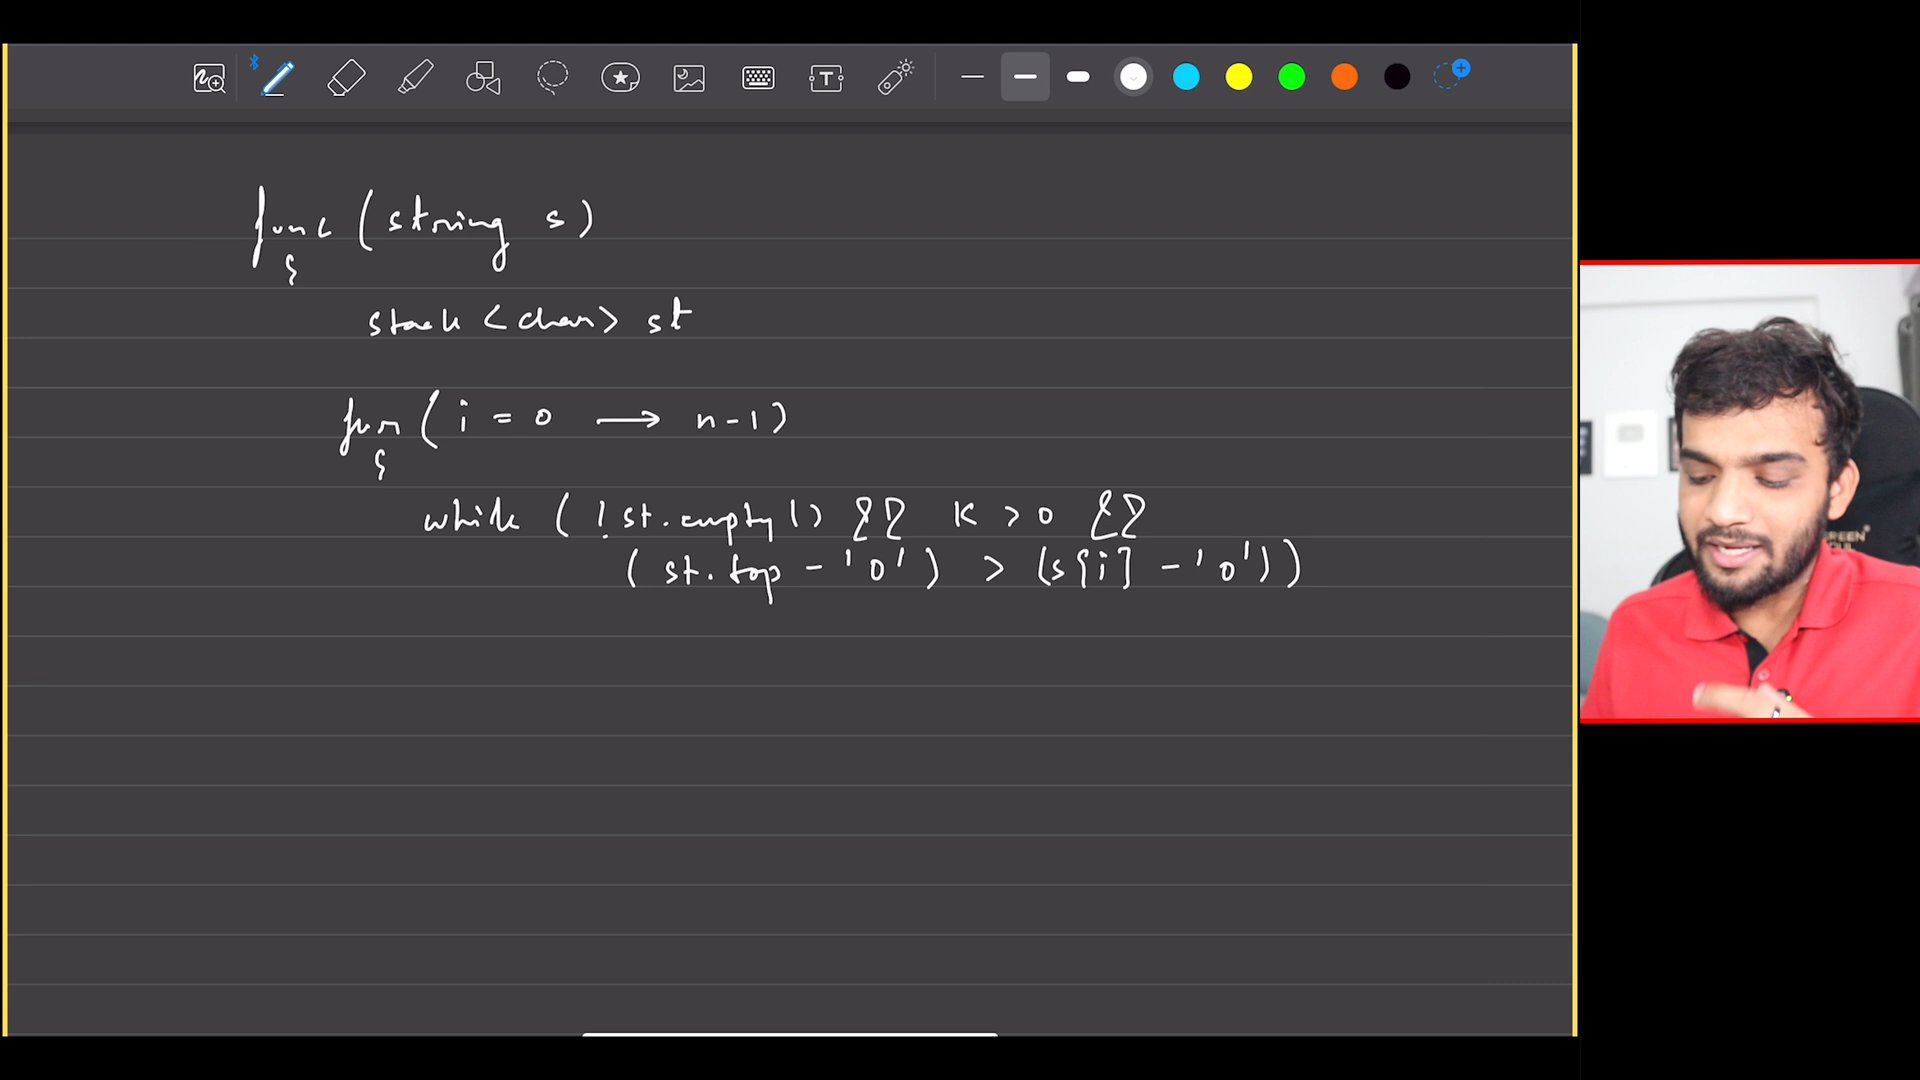 func (string s)
{
stack <char> st
for (i = 0 → n-1)
{
while (!st.empty() && K > 0 &&
(st.top - '0') > (s[i] - '0'))
T